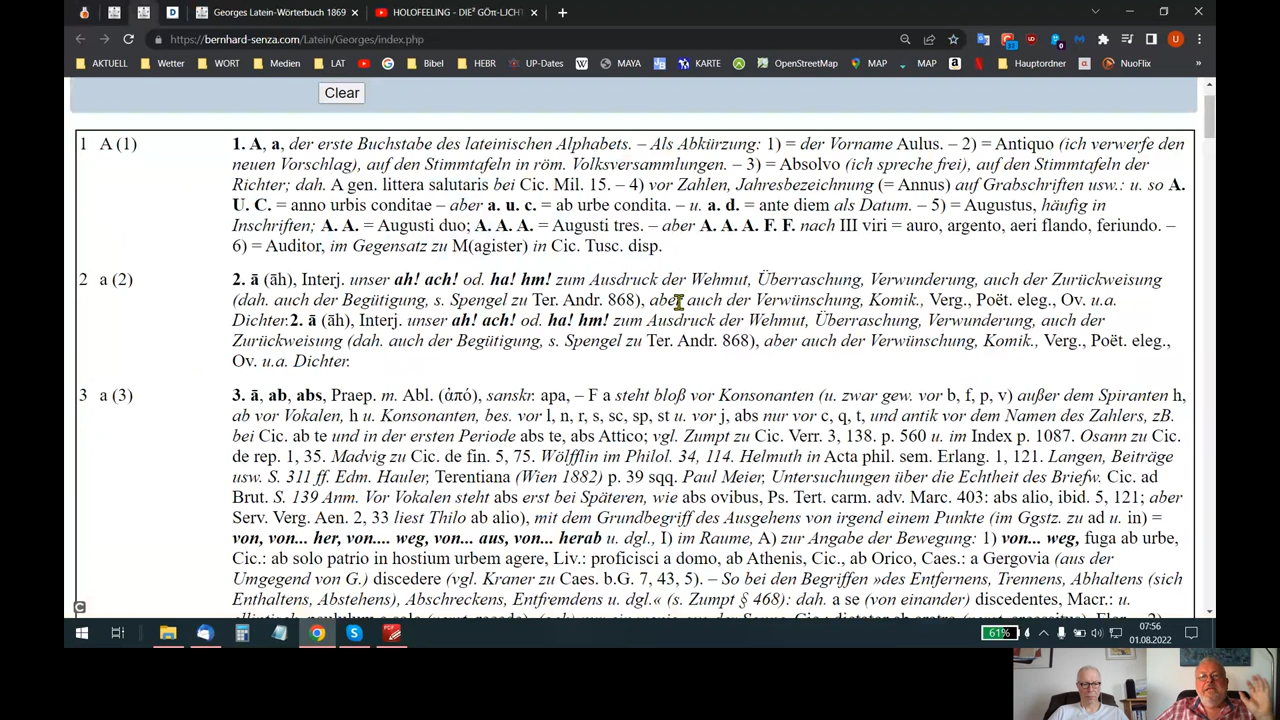 Georges Latein-Wörterbuch 1869
HOLOFEELING - DIE² GÖπ-LJCH
https://bernhard-senza.com/Latein/Georges/index.php
AKTUELL Wetter WORT Medien LAT Bibel HEBR UP-Dates MAYA KARTE OpenStreetMap MAP MAP Hauptordner NuoFlix
Clear
1 A (1) 1. A, a, der erste Buchstabe des lateinischen Alphabets. – Als Abkürzung: 1) = der Vorname Aulus. – 2) = Antiquo (ich verwerfe den
neuen Vorschlag), auf den Stimmtafeln in röm. Volksversammlungen. – 3) = Absolvo (ich spreche frei), auf den Stimmtafeln der
Richter; dah. A gen. littera salutaris bei Cic. Mil. 15. – 4) vor Zahlen, Jahresbezeichnung (= Annus) auf Grabschriften usw.: u. so A.
U. C. = anno urbis conditae – aber a. u. c. = ab urbe condita. – u. a. d. = ante diem als Datum. – 5) = Augustus, häufig in
Inschriften; A. A. = Augusti duo; A. A. A. = Augusti tres. – aber A. A. A. F. F. nach III viri = auro, argento, aeri flando, feriundo. –
6) = Auditor, im Gegensatz zu M(agister) in Cic. Tusc. disp.
2 a (2) 2. ā (āh), Interj. unser ah! ach! od. ha! hm! zum Ausdruck der Wehmut, Überraschung, Verwunderung, auch der Zurückweisung
(dah. auch der Begütigung, s. Spengel zu Ter. Andr. 868), aber auch der Verwünschung, Komik., Verg., Poët. eleg., Ov. u.a.
Dichter.2. ā (āh), Interj. unser ah! ach! od. ha! hm! zum Ausdruck der Wehmut, Überraschung, Verwunderung, auch der
Zurückweisung (dah. auch der Begütigung, s. Spengel zu Ter. Andr. 868), aber auch der Verwünschung, Komik., Verg., Poët. eleg.,
Ov. u.a. Dichter.
3 a (3) 3. ā, ab, abs, Praep. m. Abl. (ἀπό), sanskr. apa, – F a steht bloß vor Konsonanten (u. zwar gew. vor b, f, p, v) außer dem Spiranten h,
ab vor Vokalen, h u. Konsonanten, bes. vor l, n, r, s, sc, sp, st u. vor j, abs nur vor c, q, t, und antik vor dem Namen des Zahlers, zB.
bei Cic. ab te und in der ersten Periode abs te, abs Attico; vgl. Zumpt zu Cic. Verr. 3, 138. p. 560 u. im Index p. 1087. Osann zu Cic.
de rep. 1, 35. Madvig zu Cic. de fin. 5, 75. Wölfflin im Philol. 34, 114. Helmuth in Acta phil. sem. Erlang. 1, 121. Langen, Beiträge
usw. S. 311 ff. Edm. Hauler, Terentiana (Wien 1882) p. 39 sqq. Paul Meier, Untersuchungen über die Echtheit des Briefw. Cic. ad
Brut. S. 139 Anm. Vor Vokalen steht abs erst bei Späteren, wie abs ovibus, Ps. Tert. carm. adv. Marc. 403: abs alio, ibid. 5, 121; aber
Serv. Verg. Aen. 2, 33 liest Thilo ab alio), mit dem Grundbegriff des Ausgehens von irgend einem Punkte (im Ggstz. zu ad u. in) =
von, von... her, von.... weg, von... aus, von... herab u. dgl., I) im Raume, A) zur Angabe der Bewegung: 1) von... weg, fuga ab urbe,
Cic.: ab solo patrio in hostium urbem agere, Liv.: proficisci a domo, ab Athenis, Cic., ab Orico, Caes.: a Gergovia (aus der
Umgegend von G.) discedere (vgl. Kraner zu Caes. b.G. 7, 43, 5). – So bei den Begriffen »des Entfernens, Trennens, Abhaltens (sich
Enthaltens, Abstehens), Abschreckens, Entfremdens u. dgl.« (s. Zumpt § 468): dah. a se (von einander) discedentes, Macr.: u.
61%
07:56
01.08.2022